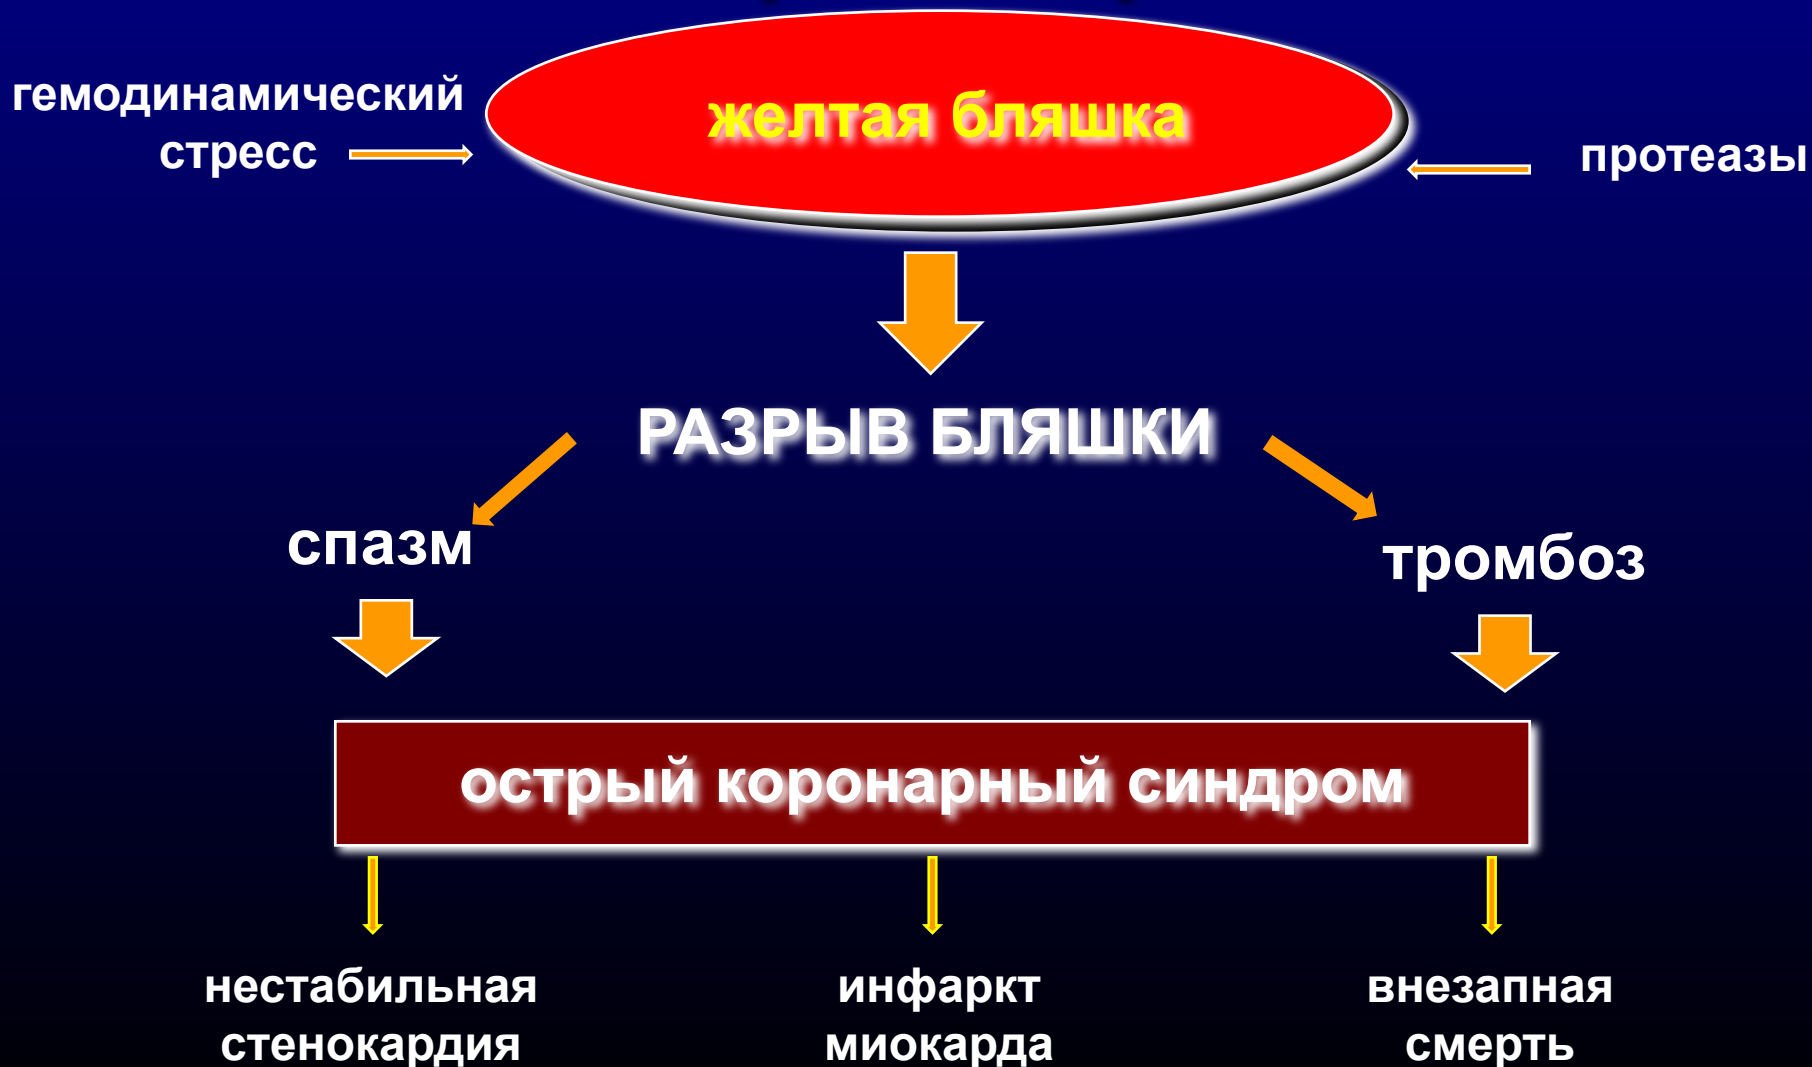 гемодинамический
стресс
желтая бляшка
протеазы
РАЗРЫВ БЛЯШКИ
спазм
тромбоз
острый коронарный синдром
нестабильная
стенокардия
инфаркт
миокарда
внезапная
смерть